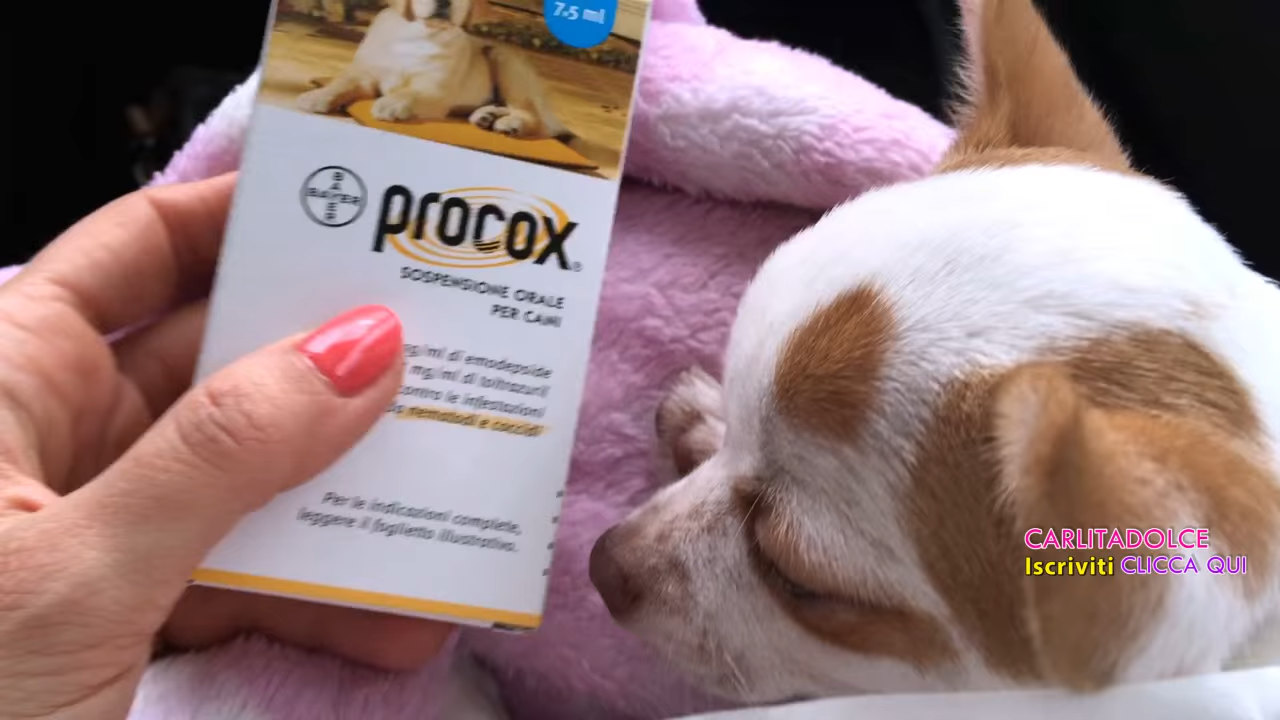 7.5 ml
BAYER
BAYER
procox®
SOSPENSIONE ORALE
PER CANI
mg/ml di emodepside
mg/ml di toltrazuril
contro le infestazioni
nematodi e coccidi
Per le indicazioni complete,
leggere il foglietto illustrativo.
CARLITADOLCE
Iscriviti CLICCA QUI